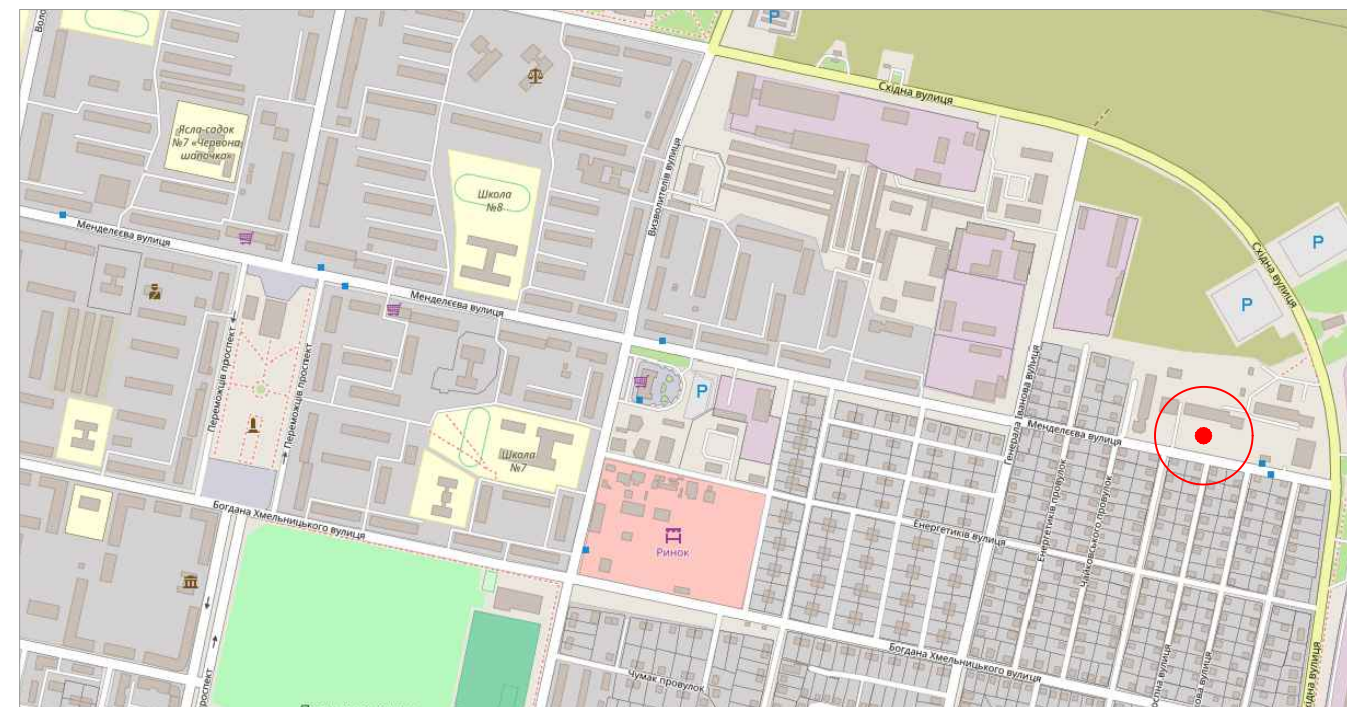 P
Східна вулиця
Ясла-садок
№7 «Червона
шапочка»
Школа
№8
Визволителів вулиця
Менделєєва вулиця
Східна вулиця
P
P
Менделєєва вулиця
Переможців проспект
Переможців проспект
Генерала Іванова вулиця
P
Менделєєва вулиця
Школа
№7
Богдана Хмельницького вулиця
Енергетиків вулиця
Енергетиків провулок
Чайковського провулок
Ринок
Богдана Хмельницького вулиця
Чумак провулок